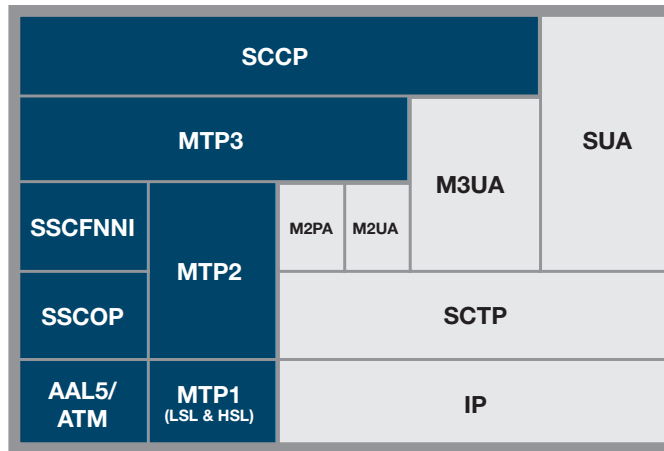 SCCP
SUA
MTP3
M3UA
SSCFNNI
MTP2
M2PA
M2UA
SSCOP
SCTP
AAL5/
ATM
MTP1
(LSL & HSL)
IP